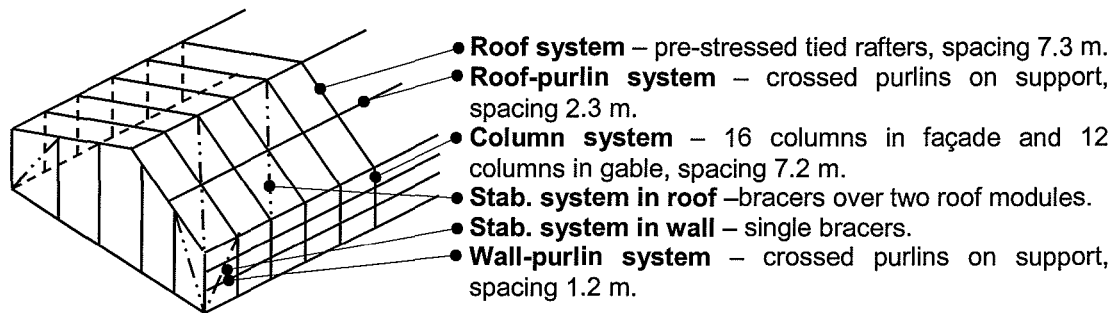 Roof system – pre-stressed tied rafters, spacing 7.3 m.
Roof-purlin system – crossed purlins on support,
spacing 2.3 m.
Column system – 16 columns in façade and 12
columns in gable, spacing 7.2 m.
Stab. system in roof –bracers over two roof modules.
Stab. system in wall – single bracers.
Wall-purlin system – crossed purlins on support,
spacing 1.2 m.